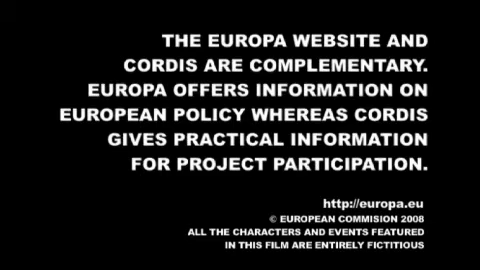 THE EUROPA WEBSITE AND
CORDIS ARE COMPLEMENTARY.
EUROPA OFFERS INFORMATION ON
EUROPEAN POLICY WHEREAS CORDIS
GIVES PRACTICAL INFORMATION
FOR PROJECT PARTICIPATION.
http://europa.eu
© EUROPEAN COMMISION 2008
ALL THE CHARACTERS AND EVENTS FEATURED
IN THIS FILM ARE ENTIRELY FICTITIOUS